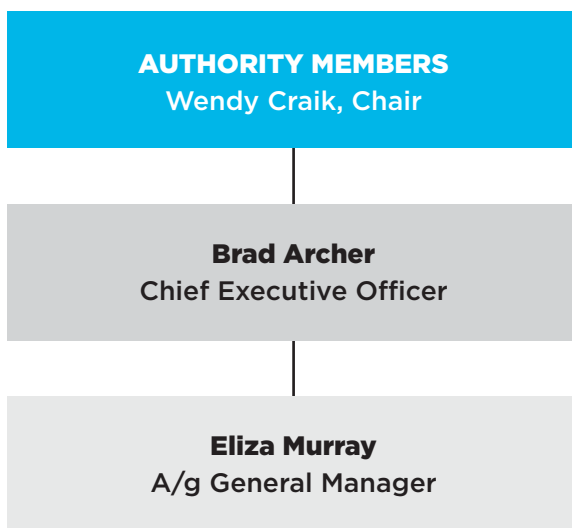 AUTHORITY MEMBERS
Wendy Craik, Chair
Brad Archer
Chief Executive Officer
Eliza Murray
A/g General Manager